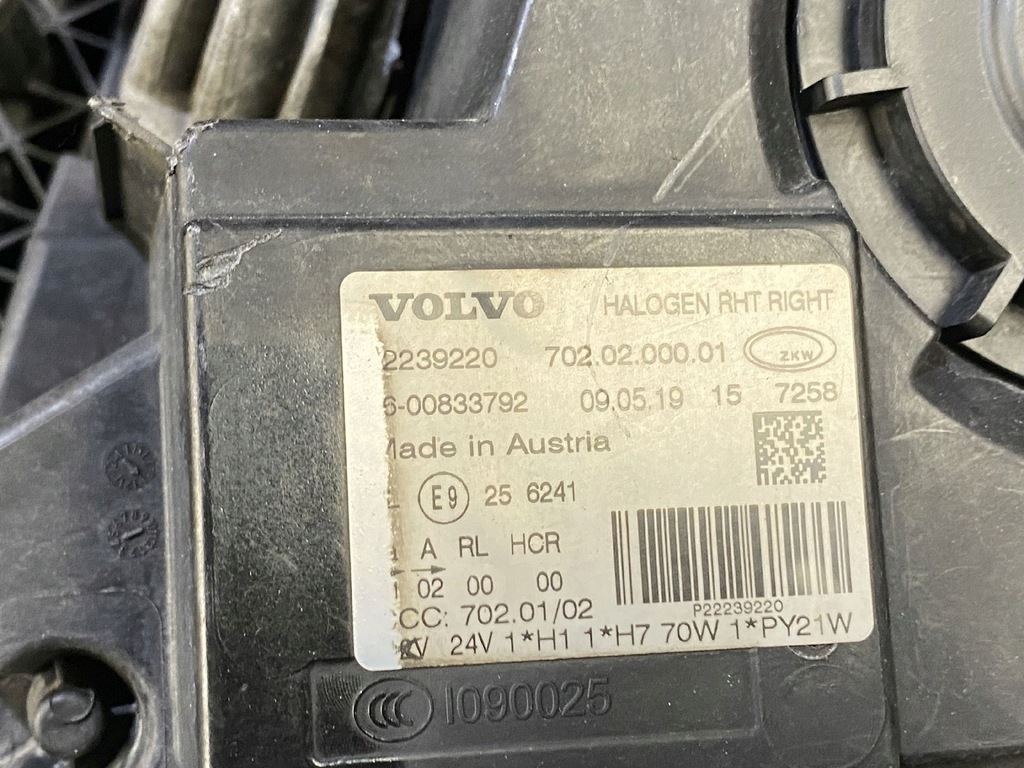 VOLVO HALOGEN RHT RIGHT
2239220 702.02.000.01 ZKW
6-00833792 09.05.19 15 7258
Made in Austria
E9 25 6241
A RL HCR
02 00 00
CC: 702.01/02
P22239220
V 24V 1*H1 1*H7 70W 1*PY21W
CCC I090025